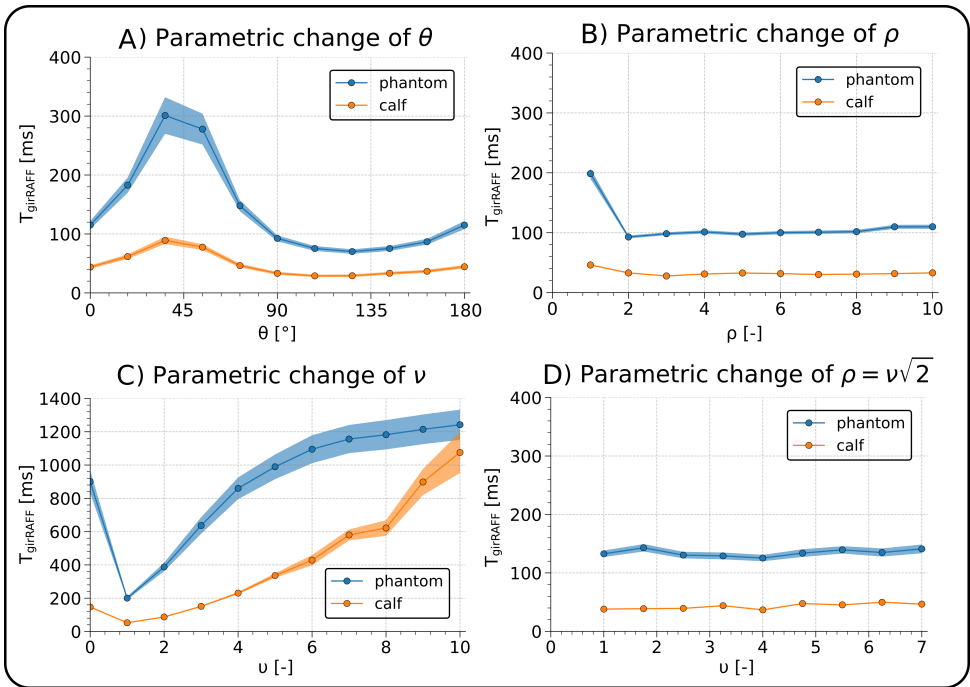 A) Parametric change of θ
400
300
200
100
0
T_girRAFF [ms]
phantom
calf
0 45 90 135 180
θ [°]
B) Parametric change of ρ
400
300
200
100
0
T_girRAFF [ms]
phantom
calf
0 2 4 6 8 10
ρ [-]
C) Parametric change of ν
1400
1200
1000
800
600
400
200
0
T_girRAFF [ms]
phantom
calf
0 2 4 6 8 10
υ [-]
D) Parametric change of ρ = ν√2
400
300
200
100
0
T_girRAFF [ms]
phantom
calf
0 1 2 3 4 5 6 7
υ [-]